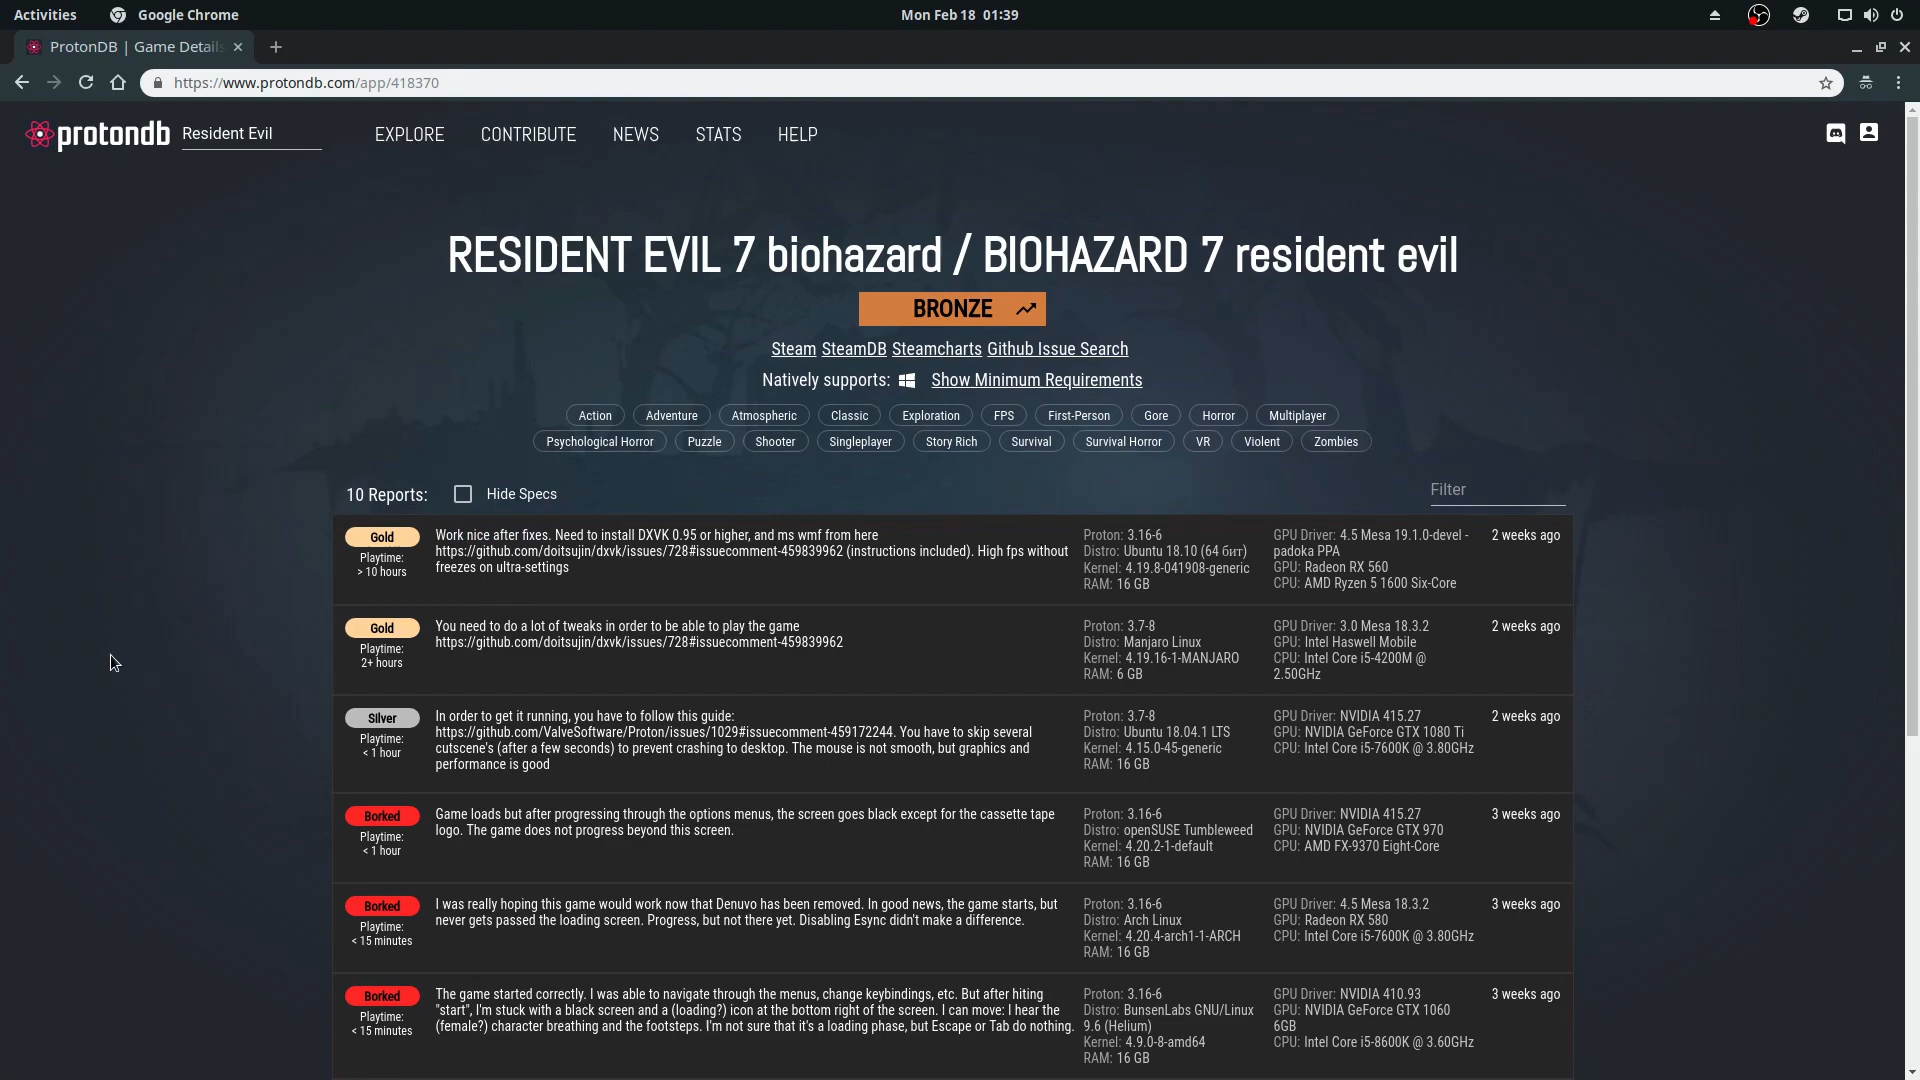 Activities
Google Chrome
Mon Feb 18 01:39
ProtonDB | Game Details
https://www.protondb.com/app/418370
protondb
Resident Evil
EXPLORE
CONTRIBUTE
NEWS
STATS
HELP
RESIDENT EVIL 7 biohazard / BIOHAZARD 7 resident evil
BRONZE
Steam SteamDB Steamcharts Github Issue Search
Natively supports: Show Minimum Requirements
Action Adventure Atmospheric Classic Exploration FPS First-Person Gore Horror Multiplayer
Psychological Horror Puzzle Shooter Singleplayer Story Rich Survival Survival Horror VR Violent Zombies
10 Reports:
Hide Specs
Filter
Gold
Playtime:
> 10 hours
Work nice after fixes. Need to install DXVK 0.95 or higher, and ms wmf from here
https://github.com/doitsujin/dxvk/issues/728#issuecomment-459839962 (instructions included). High fps without
freezes on ultra-settings
Proton: 3.16-6
Distro: Ubuntu 18.10 (64 бит)
Kernel: 4.19.8-041908-generic
RAM: 16 GB
GPU Driver: 4.5 Mesa 19.1.0-devel -
padoka PPA
GPU: Radeon RX 560
CPU: AMD Ryzen 5 1600 Six-Core
2 weeks ago
Gold
Playtime:
2+ hours
You need to do a lot of tweaks in order to be able to play the game
https://github.com/doitsujin/dxvk/issues/728#issuecomment-459839962
Proton: 3.7-8
Distro: Manjaro Linux
Kernel: 4.19.16-1-MANJARO
RAM: 6 GB
GPU Driver: 3.0 Mesa 18.3.2
GPU: Intel Haswell Mobile
CPU: Intel Core i5-4200M @
2.50GHz
2 weeks ago
Silver
Playtime:
< 1 hour
In order to get it running, you have to follow this guide:
https://github.com/ValveSoftware/Proton/issues/1029#issuecomment-459172244. You have to skip several
cutscene's (after a few seconds) to prevent crashing to desktop. The mouse is not smooth, but graphics and
performance is good
Proton: 3.7-8
Distro: Ubuntu 18.04.1 LTS
Kernel: 4.15.0-45-generic
RAM: 16 GB
GPU Driver: NVIDIA 415.27
GPU: NVIDIA GeForce GTX 1080 Ti
CPU: Intel Core i5-7600K @ 3.80GHz
2 weeks ago
Borked
Playtime:
< 1 hour
Game loads but after progressing through the options menus, the screen goes black except for the cassette tape
logo. The game does not progress beyond this screen.
Proton: 3.16-6
Distro: openSUSE Tumbleweed
Kernel: 4.20.2-1-default
RAM: 16 GB
GPU Driver: NVIDIA 415.27
GPU: NVIDIA GeForce GTX 970
CPU: AMD FX-9370 Eight-Core
3 weeks ago
Borked
Playtime:
< 15 minutes
I was really hoping this game would work now that Denuvo has been removed. In good news, the game starts, but
never gets passed the loading screen. Progress, but not there yet. Disabling Esync didn't make a difference.
Proton: 3.16-6
Distro: Arch Linux
Kernel: 4.20.4-arch1-1-ARCH
RAM: 16 GB
GPU Driver: 4.5 Mesa 18.3.2
GPU: Radeon RX 580
CPU: Intel Core i5-7600K @ 3.80GHz
3 weeks ago
Borked
Playtime:
< 15 minutes
The game started correctly. I was able to navigate through the menus, change keybindings, etc. But after hiting
"start", I'm stuck with a black screen and a (loading?) icon at the bottom right of the screen. I can move: I hear the
(female?) character breathing and the footsteps. I'm not sure that it's a loading phase, but Escape or Tab do nothing.
Proton: 3.16-6
Distro: BunsenLabs GNU/Linux
9.6 (Helium)
Kernel: 4.9.0-8-amd64
RAM: 16 GB
GPU Driver: NVIDIA 410.93
GPU: NVIDIA GeForce GTX 1060
6GB
CPU: Intel Core i5-8600K @ 3.60GHz
3 weeks ago